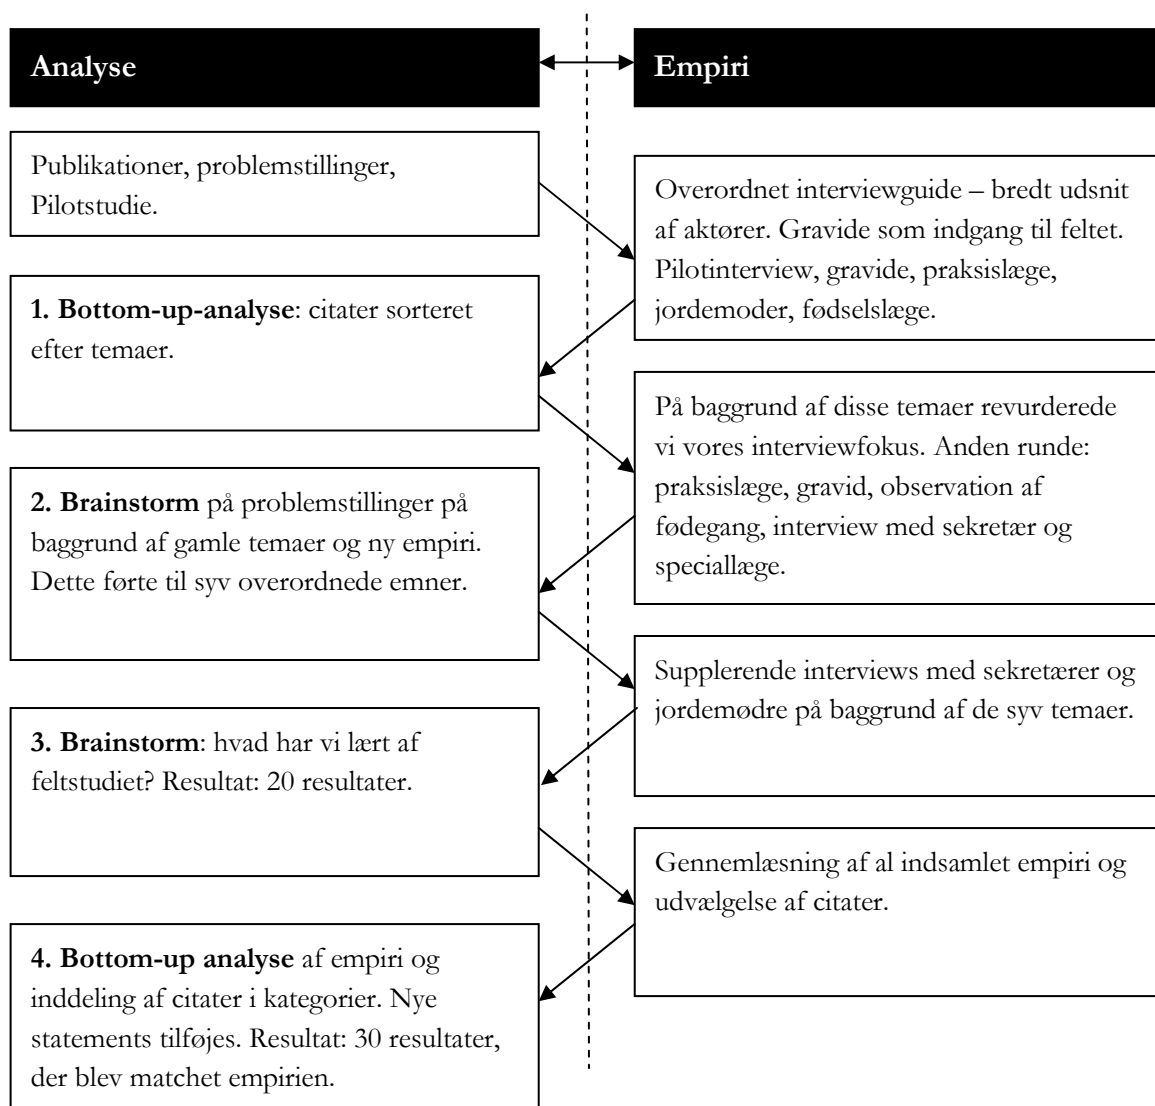 Analyse
Empiri
Publikationer, problemstillinger,
Pilotstudie.
Overordnet interviewguide – bredt udsnit
af aktører. Gravide som indgang til feltet.
Pilotinterview, gravide, praksislæge,
jordemoder, fødselslæge.
1. Bottom-up-analyse: citater sorteret
efter temaer.
På baggrund af disse temaer revurderede
vi vores interviewfokus. Anden runde:
praksislæge, gravid, observation af
fødegang, interview med sekretær og
speciallæge.
2. Brainstorm på problemstillinger på
baggrund af gamle temaer og ny empiri.
Dette førte til syv overordnede emner.
Supplerende interviews med sekretærer og
jordemødre på baggrund af de syv temaer.
3. Brainstorm: hvad har vi lært af
feltstudiet? Resultat: 20 resultater.
Gennemlæsning af al indsamlet empiri og
udvælgelse af citater.
4. Bottom-up analyse af empiri og
inddeling af citater i kategorier. Nye
statements tilføjes. Resultat: 30 resultater,
der blev matchet empirien.